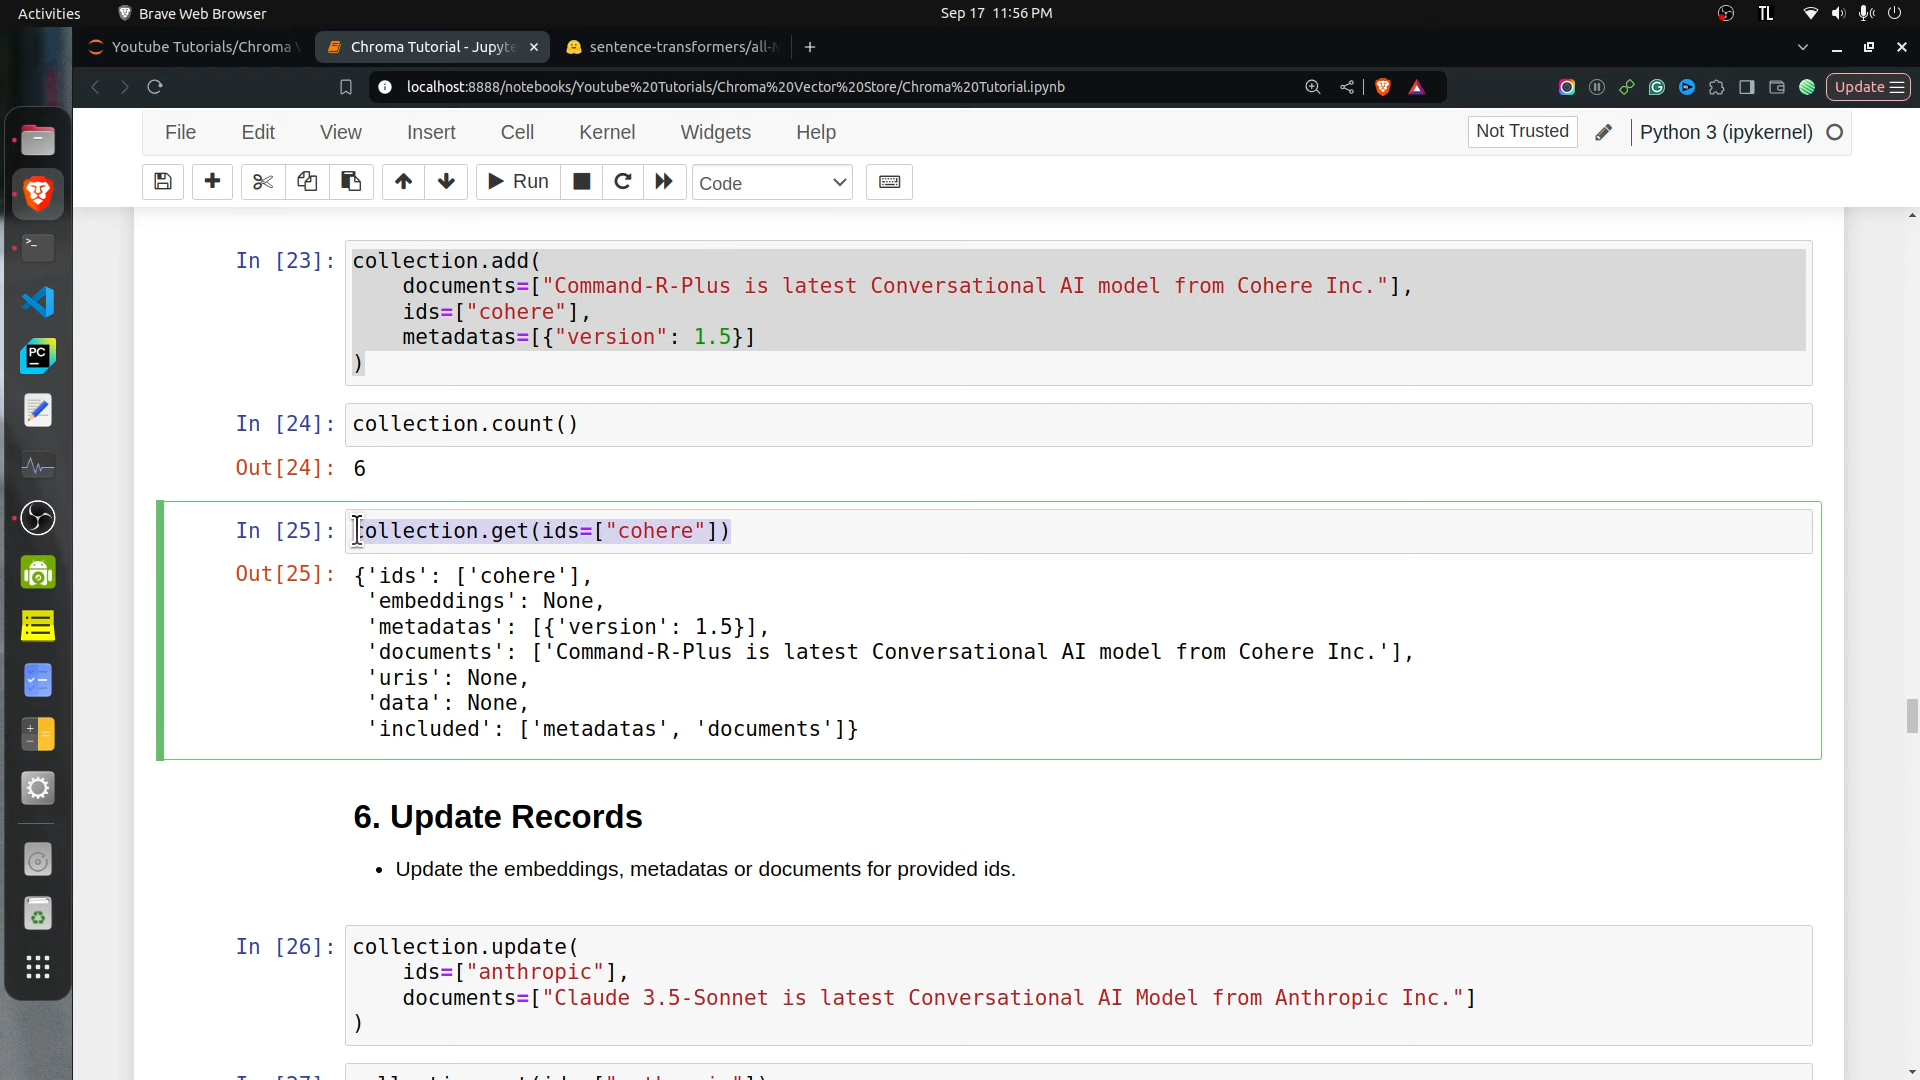 Activities
Brave Web Browser
Sep 17 11:56 PM
TL
Youtube Tutorials/Chroma
Chroma Tutorial - Jupyte
sentence-transformers/all-
localhost:8888/notebooks/Youtube%20Tutorials/Chroma%20Vector%20Store/Chroma%20Tutorial.ipynb
Update
File Edit View Insert Cell Kernel Widgets Help
Not Trusted
Python 3 (ipykernel)
Run
Code
PC
In [23]: collection.add(
documents=["Command-R-Plus is latest Conversational AI model from Cohere Inc."],
ids=["cohere"],
metadatas=[{"version": 1.5}]
)
In [24]: collection.count()
Out[24]: 6
In [25]: collection.get(ids=["cohere"])
Out[25]: {'ids': ['cohere'],
'embeddings': None,
'metadatas': [{'version': 1.5}],
'documents': ['Command-R-Plus is latest Conversational AI model from Cohere Inc.'],
'uris': None,
'data': None,
'included': ['metadatas', 'documents']}
6. Update Records
• Update the embeddings, metadatas or documents for provided ids.
In [26]: collection.update(
ids=["anthropic"],
documents=["Claude 3.5-Sonnet is latest Conversational AI Model from Anthropic Inc."]
)